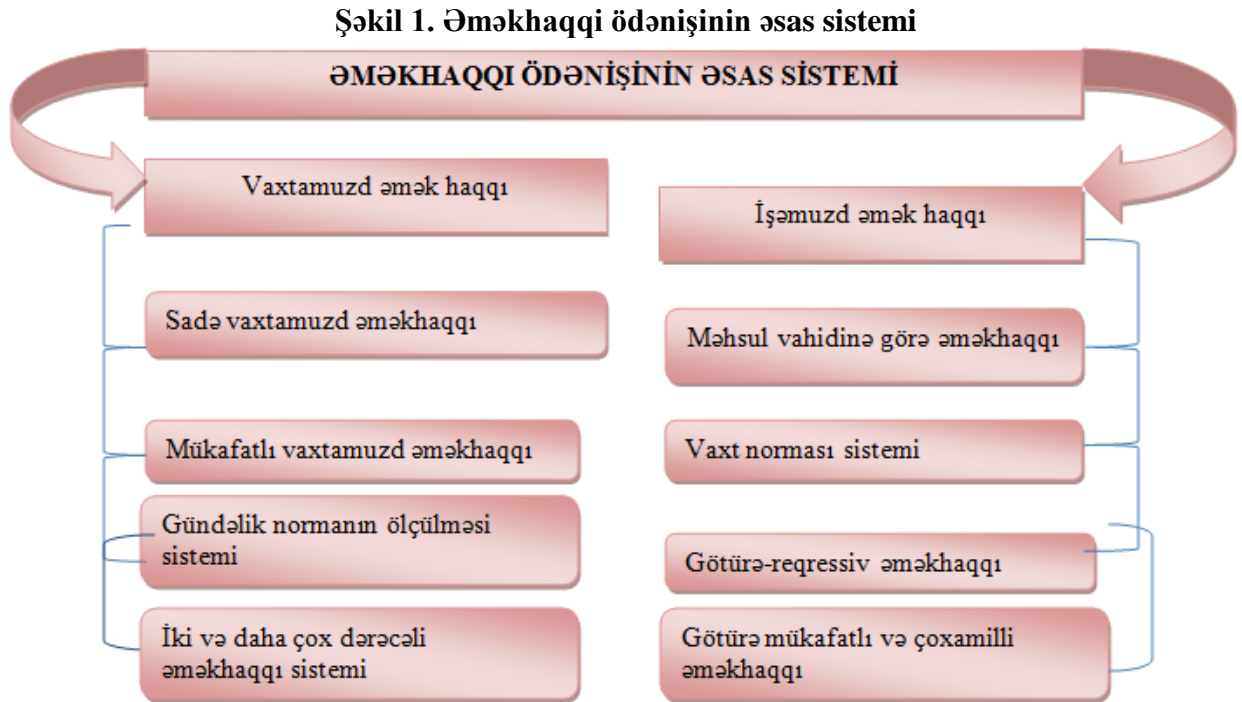 Şəkil 1. Əməkhaqqi ödənişinin əsas sistemi
ƏMƏKHAQQI ÖDƏNİŞİNİN ƏSAS SİSTEMİ
Vaxtamuzd əmək haqqı
Sadə vaxtamuzd əməkhaqqı
Mükafatlı vaxtamuzd əməkhaqqı
Gündəlik normanın ölçülməsi
sistemi
İki və daha çox dərəcəli
əməkhaqqı sistemi
İşəmuzd əmək haqqı
Məhsul vahidinə görə əməkhaqqı
Vaxt norması sistemi
Götürə-reqressiv əməkhaqqı
Götürə mükafatlı və çoxamilli
əməkhaqqı